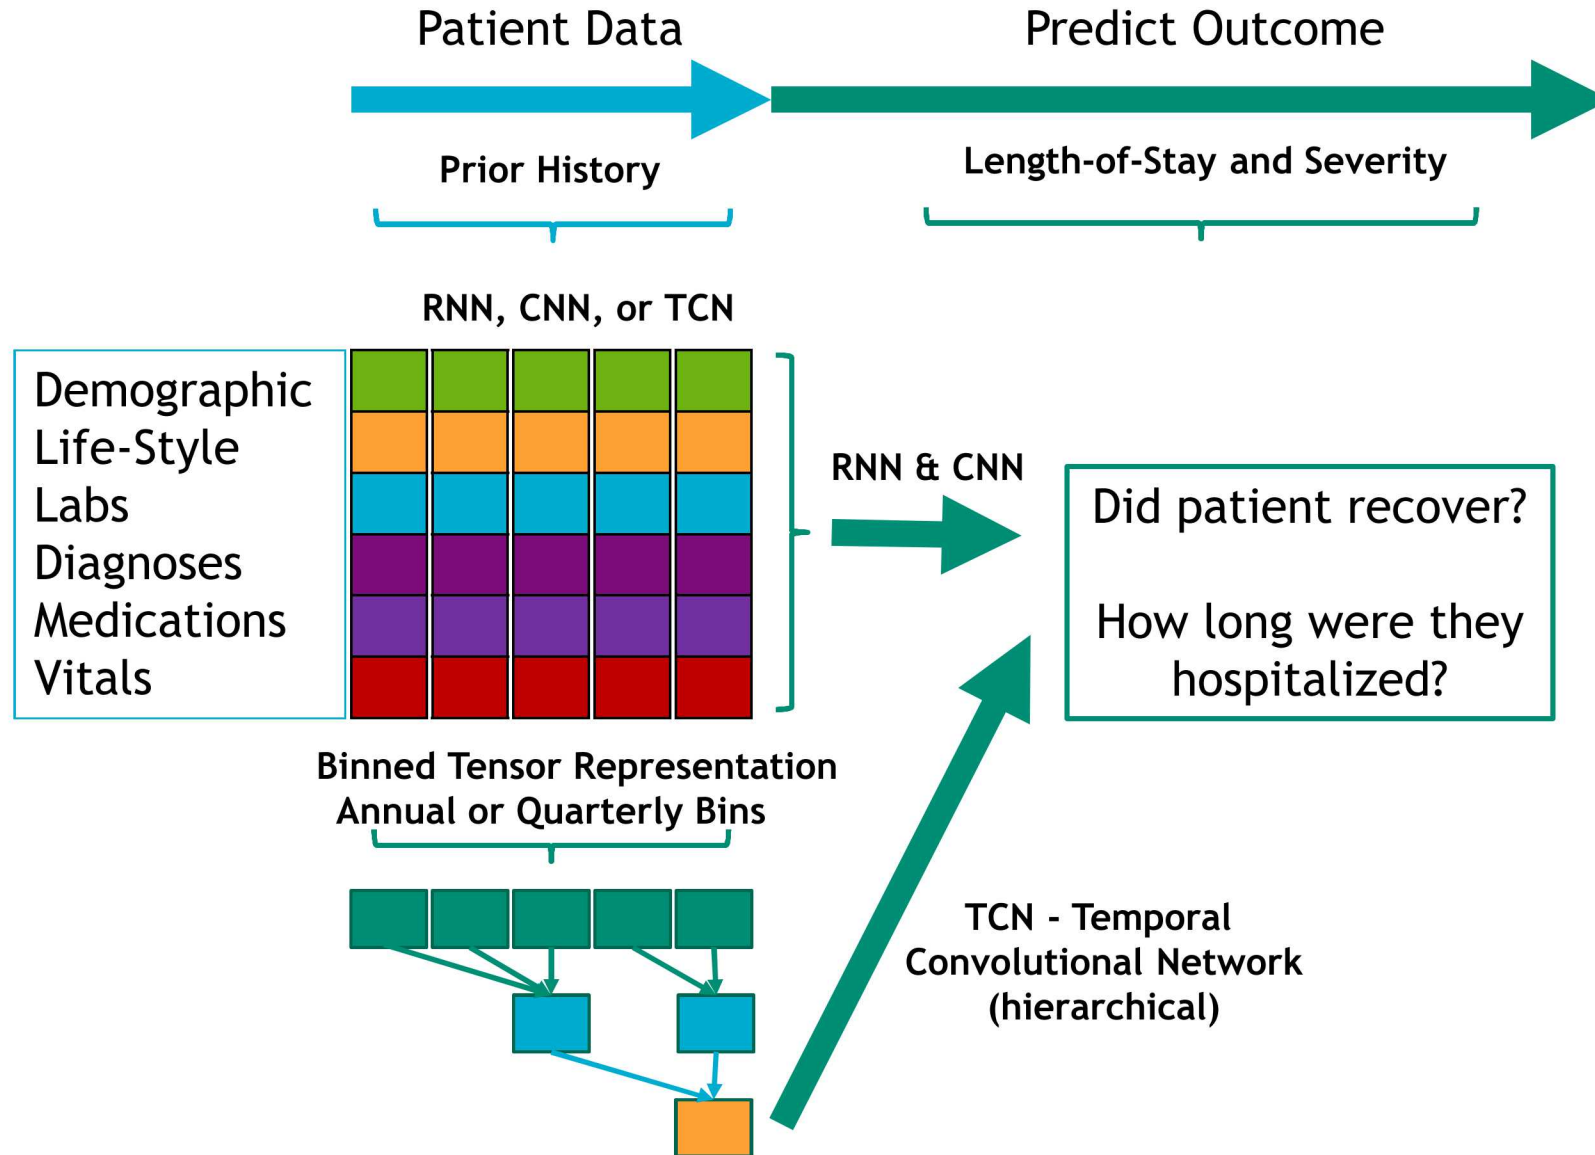 Patient Data
Predict Outcome
Prior History
Length-of-Stay and Severity
RNN, CNN, or TCN
Demographic
Life-Style
Labs
Diagnoses
Medications
Vitals
RNN & CNN
Did patient recover?
How long were they
hospitalized?
Binned Tensor Representation
Annual or Quarterly Bins
TCN - Temporal
Convolutional Network
(hierarchical)